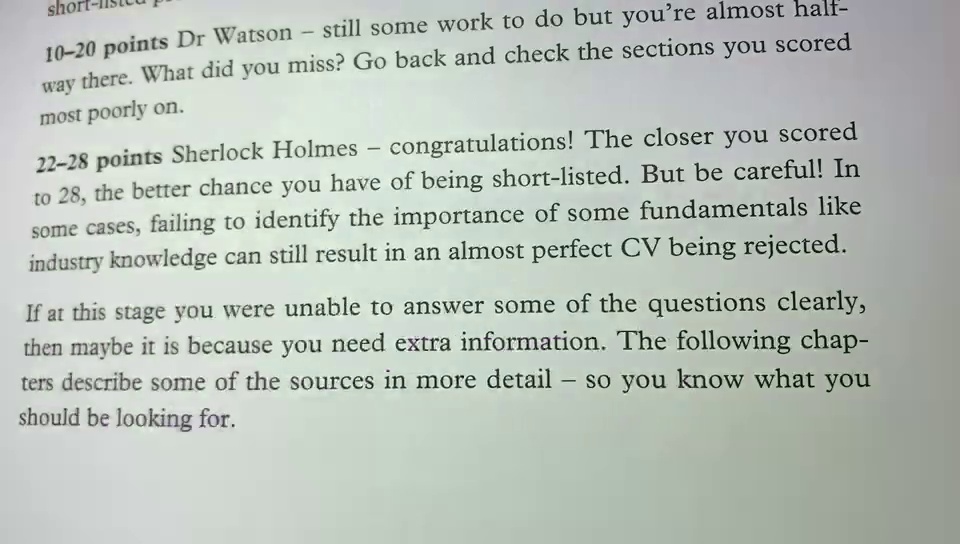 short-listed
10–20 points Dr Watson – still some work to do but you're almost half-
way there. What did you miss? Go back and check the sections you scored
most poorly on.
22–28 points Sherlock Holmes – congratulations! The closer you scored
to 28, the better chance you have of being short-listed. But be careful! In
some cases, failing to identify the importance of some fundamentals like
industry knowledge can still result in an almost perfect CV being rejected.
If at this stage you were unable to answer some of the questions clearly,
then maybe it is because you need extra information. The following chap-
ters describe some of the sources in more detail – so you know what you
should be looking for.